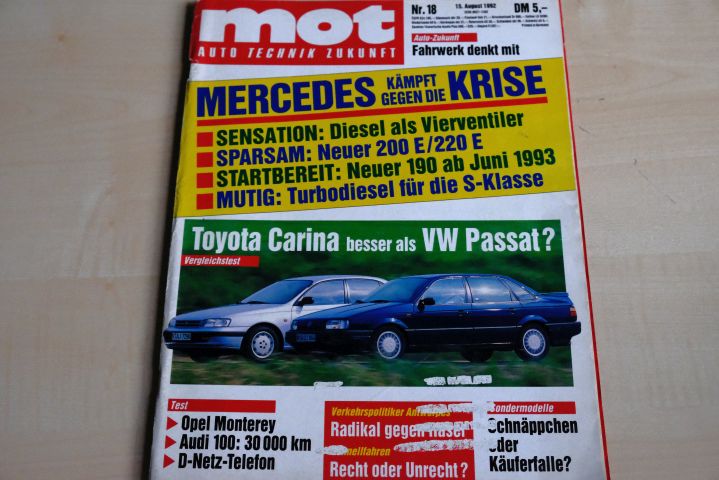 mot
AUTO TECHNIK ZUKUNFT
Nr. 18
15. August 1992
DM 5,–
Auto-Zukunft
Fahrwerk denkt mit
MERCEDES KÄMPFT GEGEN DIE KRISE
SENSATION: Diesel als Vierventiler
SPARSAM: Neuer 200 E/220 E
STARTBEREIT: Neuer 190 ab Juni 1993
MUTIG: Turbodiesel für die S-Klasse
Toyota Carina besser als VW Passat?
Vergleichstest
Test
Opel Monterey
Audi 100: 30 000 km
D-Netz-Telefon
Verkehrspolitiker
Radikal gegen
Recht oder Unrecht?
Sondermodelle
Schnäppchen
oder
Käuferfalle?